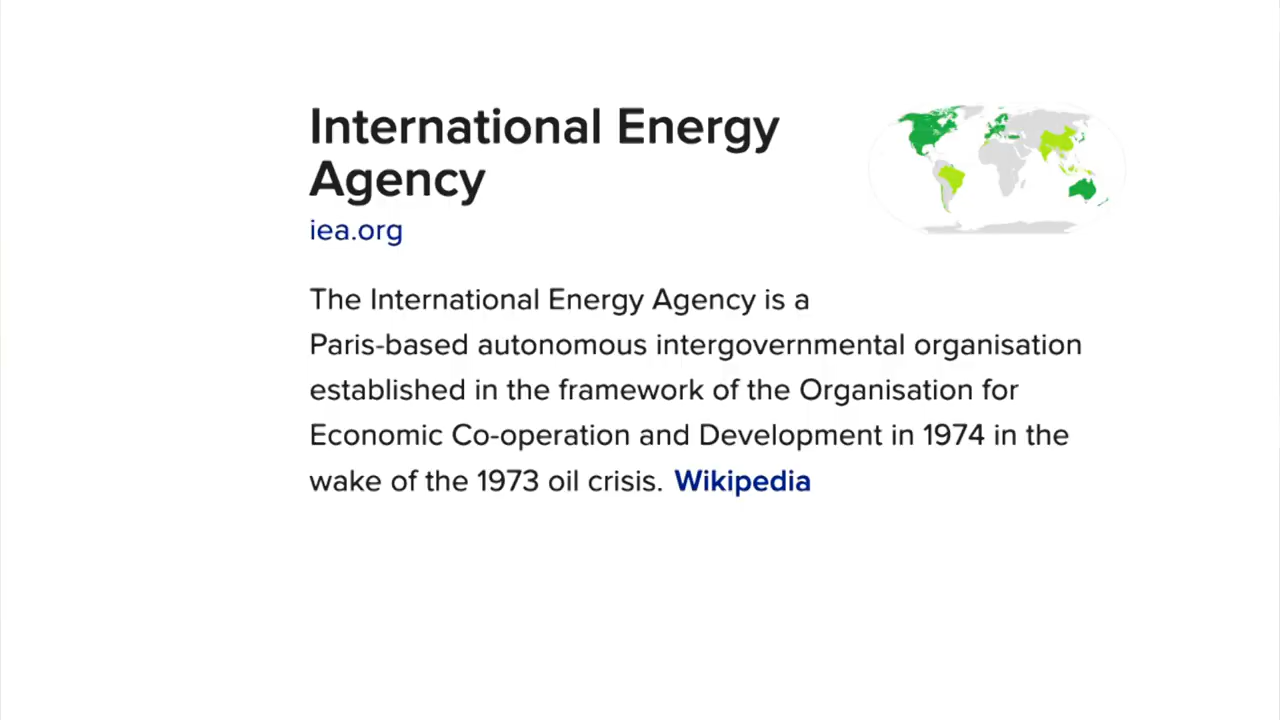 International Energy
Agency
iea.org
The International Energy Agency is a
Paris-based autonomous intergovernmental organisation
established in the framework of the Organisation for
Economic Co-operation and Development in 1974 in the
wake of the 1973 oil crisis. Wikipedia